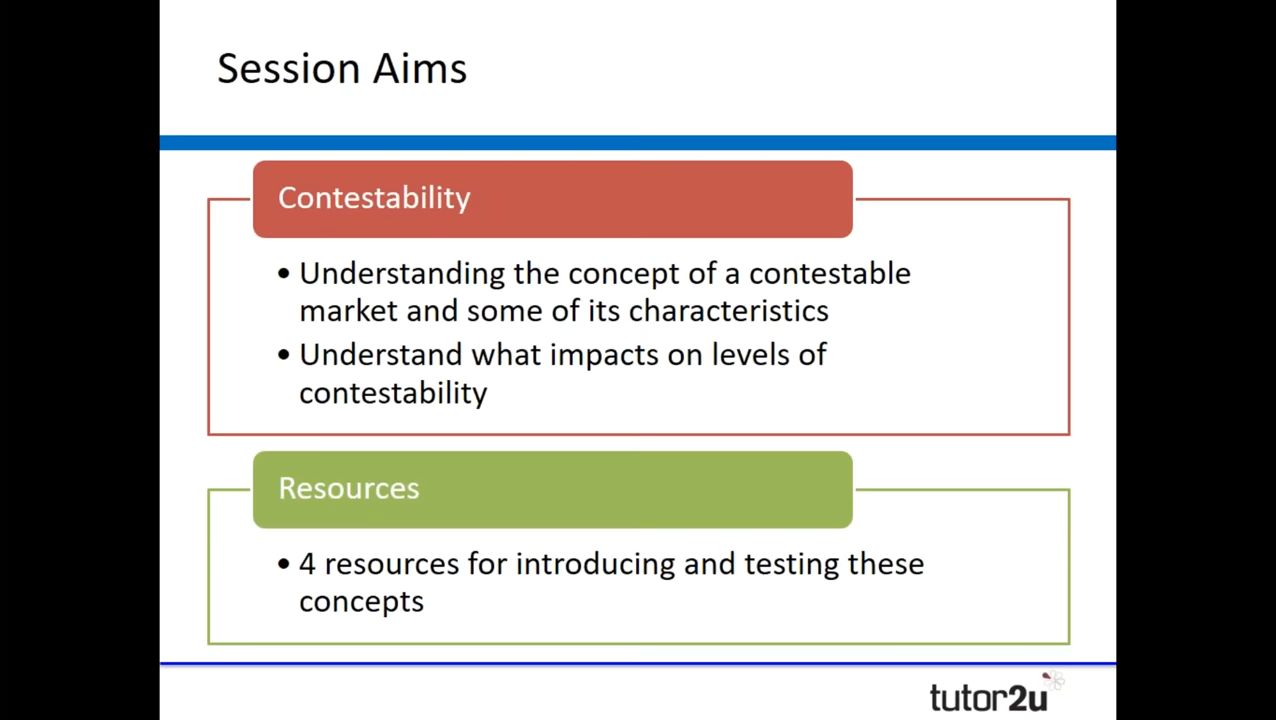 Session Aims
Contestability
• Understanding the concept of a contestable
market and some of its characteristics
• Understand what impacts on levels of
contestability
Resources
• 4 resources for introducing and testing these
concepts
tutor2u